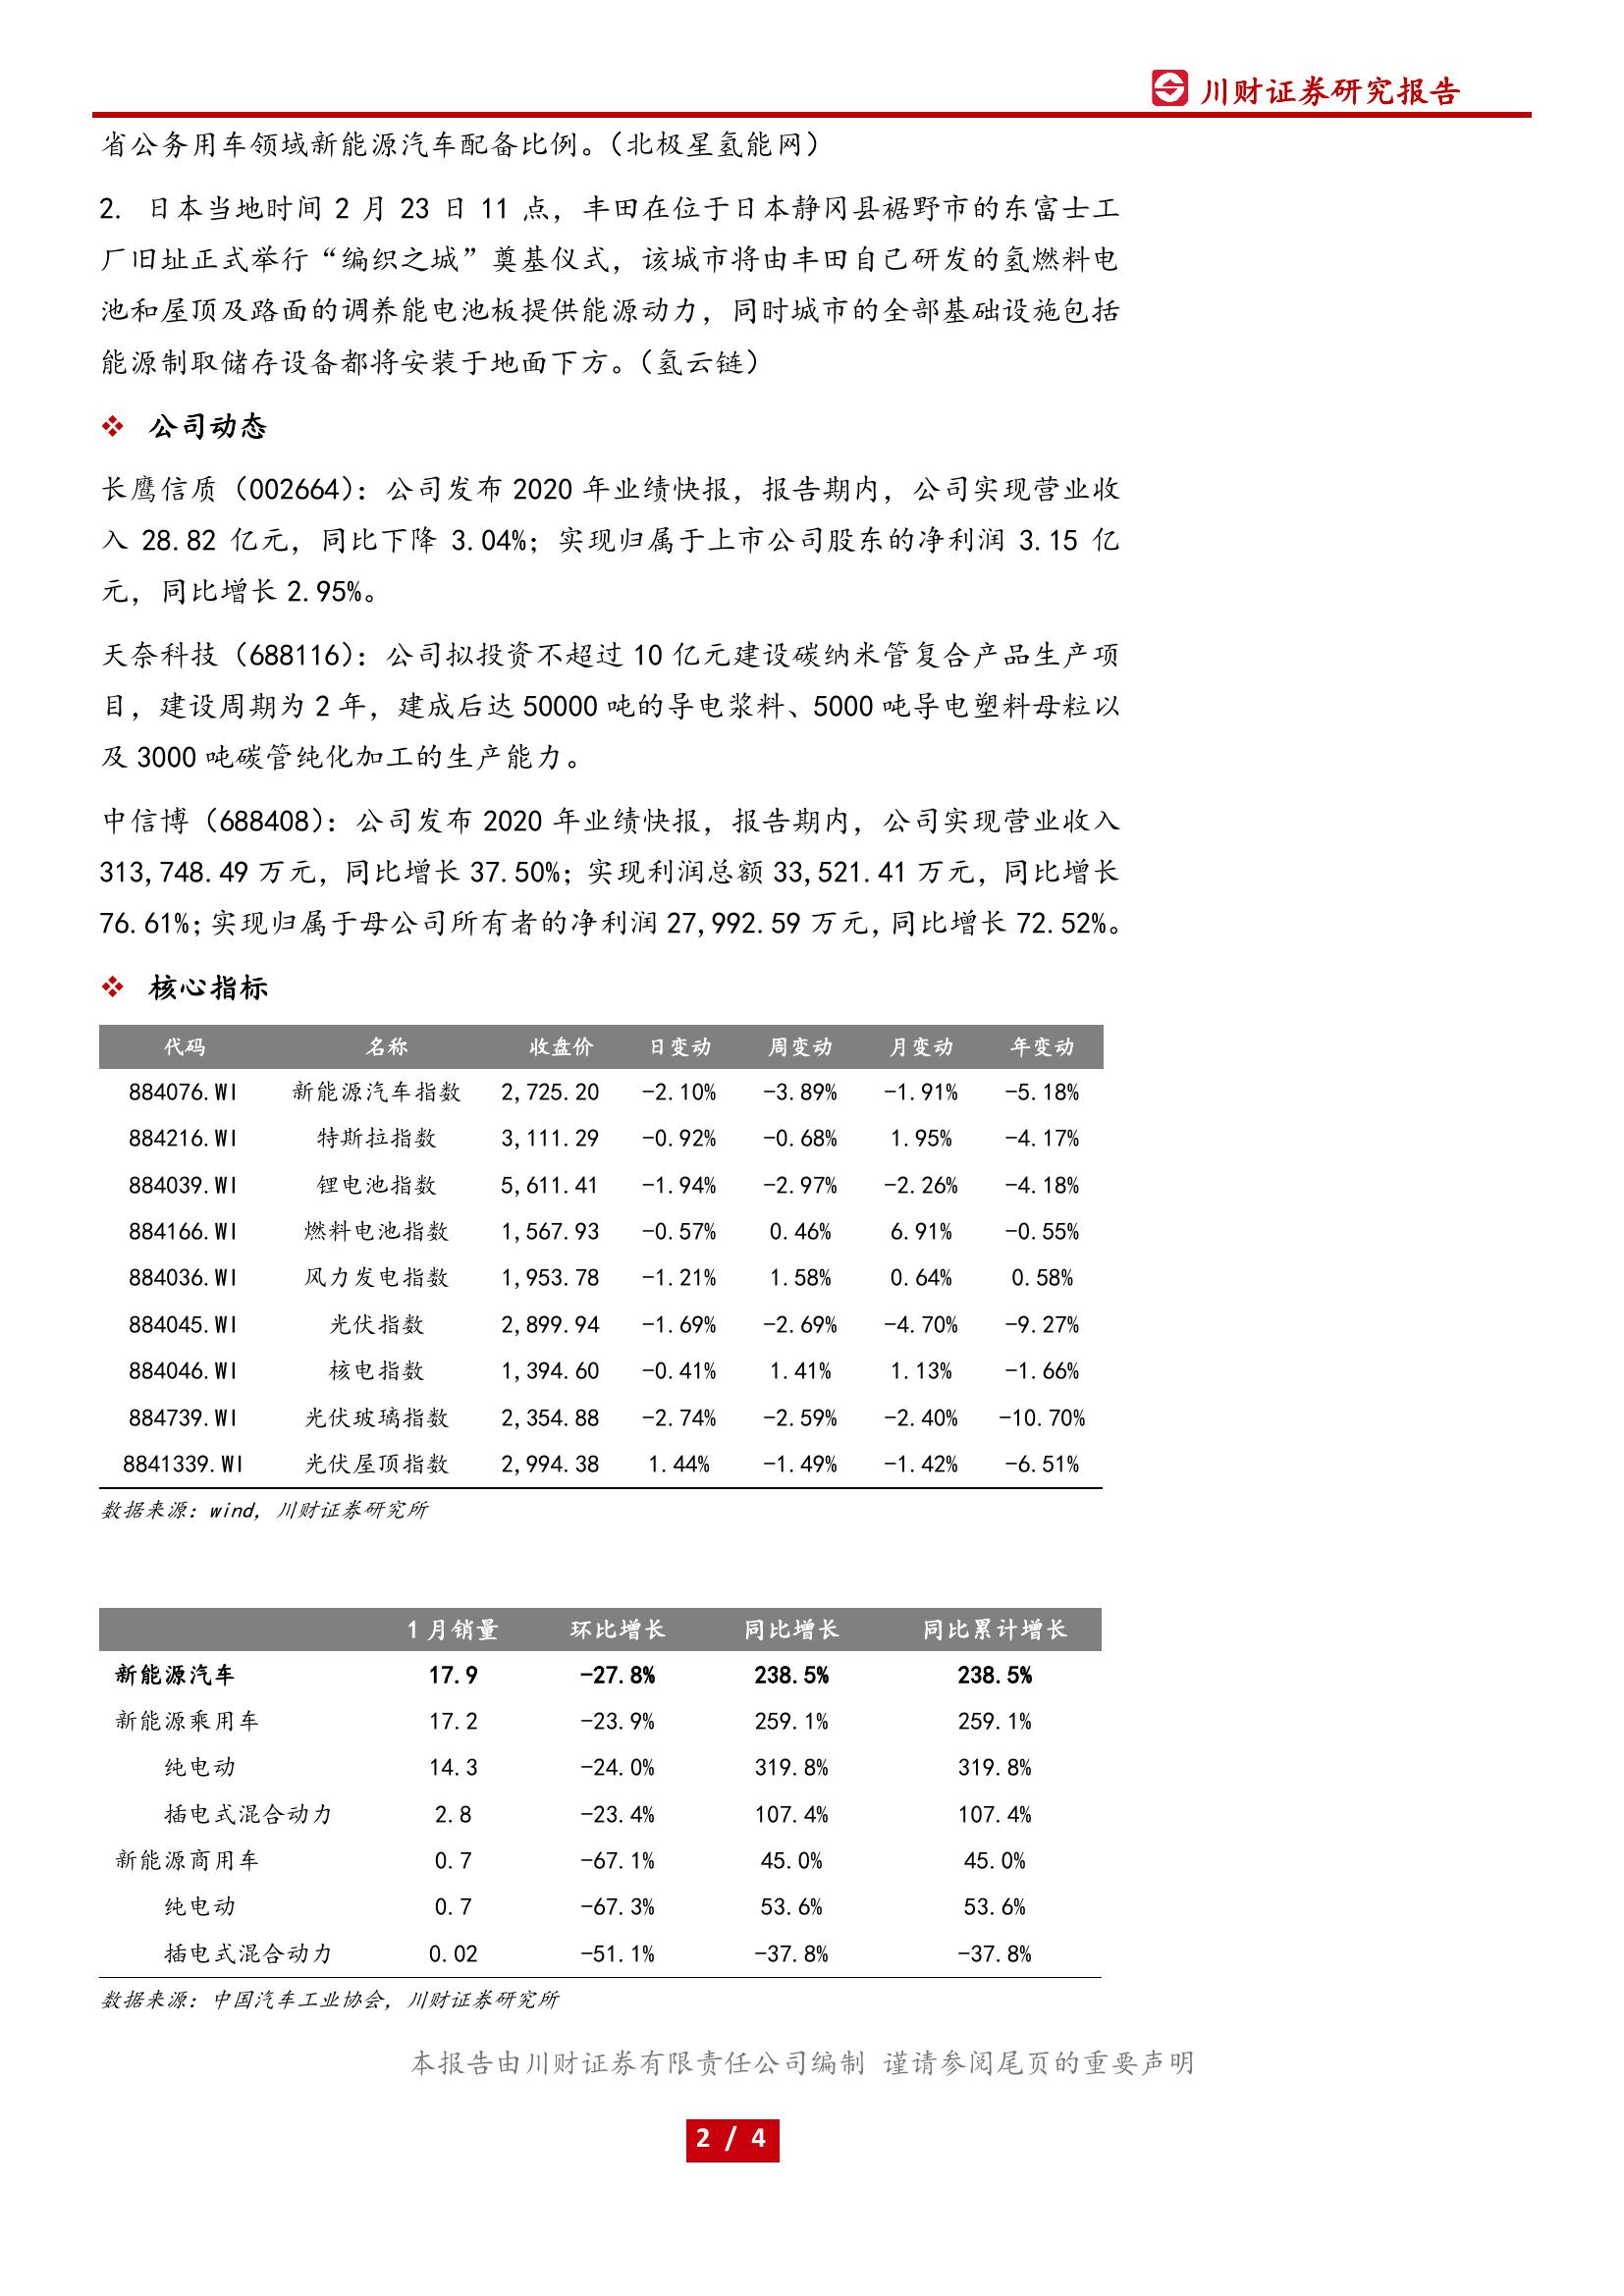 川财证券研究报告
省公务用车领域新能源汽车配备比例。（北极星氢能网）
2. 日本当地时间 2 月 23 日 11 点，丰田在位于日本静冈县裾野市的东富士工
厂旧址正式举行“编织之城”奠基仪式，该城市将由丰田自己研发的氢燃料电
池和屋顶及路面的调养能电池板提供能源动力，同时城市的全部基础设施包括
能源制取储存设备都将安装于地面下方。（氢云链）
❖ 公司动态
长鹰信质（002664）：公司发布 2020 年业绩快报，报告期内，公司实现营业收
入 28.82 亿元，同比下降 3.04%；实现归属于上市公司股东的净利润 3.15 亿
元，同比增长 2.95%。
天奈科技（688116）：公司拟投资不超过 10 亿元建设碳纳米管复合产品生产项
目，建设周期为 2 年，建成后达 50000 吨的导电浆料、5000 吨导电塑料母粒以
及 3000 吨碳管纯化加工的生产能力。
中信博（688408）：公司发布 2020 年业绩快报，报告期内，公司实现营业收入
313,748.49 万元，同比增长 37.50%；实现利润总额 33,521.41 万元，同比增长
76.61%；实现归属于母公司所有者的净利润 27,992.59 万元，同比增长 72.52%。
❖ 核心指标
代码 名称 收盘价 日变动 周变动 月变动 年变动
884076.WI 新能源汽车指数 2,725.20 -2.10% -3.89% -1.91% -5.18%
884216.WI 特斯拉指数 3,111.29 -0.92% -0.68% 1.95% -4.17%
884039.WI 锂电池指数 5,611.41 -1.94% -2.97% -2.26% -4.18%
884166.WI 燃料电池指数 1,567.93 -0.57% 0.46% 6.91% -0.55%
884036.WI 风力发电指数 1,953.78 -1.21% 1.58% 0.64% 0.58%
884045.WI 光伏指数 2,899.94 -1.69% -2.69% -4.70% -9.27%
884046.WI 核电指数 1,394.60 -0.41% 1.41% 1.13% -1.66%
884739.WI 光伏玻璃指数 2,354.88 -2.74% -2.59% -2.40% -10.70%
8841339.WI 光伏屋顶指数 2,994.38 1.44% -1.49% -1.42% -6.51%
数据来源：wind，川财证券研究所
1 月销量 环比增长 同比增长 同比累计增长
新能源汽车 17.9 -27.8% 238.5% 238.5%
新能源乘用车 17.2 -23.9% 259.1% 259.1%
纯电动 14.3 -24.0% 319.8% 319.8%
插电式混合动力 2.8 -23.4% 107.4% 107.4%
新能源商用车 0.7 -67.1% 45.0% 45.0%
纯电动 0.7 -67.3% 53.6% 53.6%
插电式混合动力 0.02 -51.1% -37.8% -37.8%
数据来源：中国汽车工业协会，川财证券研究所
本报告由川财证券有限责任公司编制 谨请参阅尾页的重要声明
2 / 4